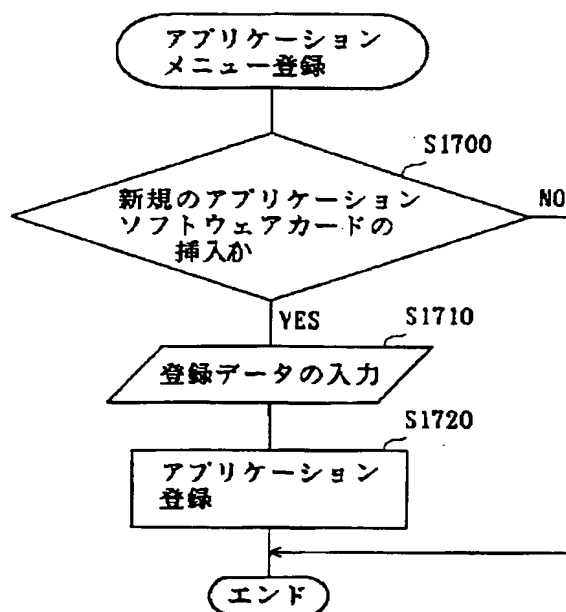 アプリケーション
メニュー登録
S1700
新規のアプリケーション
ソフトウェアカードの
挿入か
NO
YES
S1710
登録データの入力
S1720
アプリケーション
登録
エンド